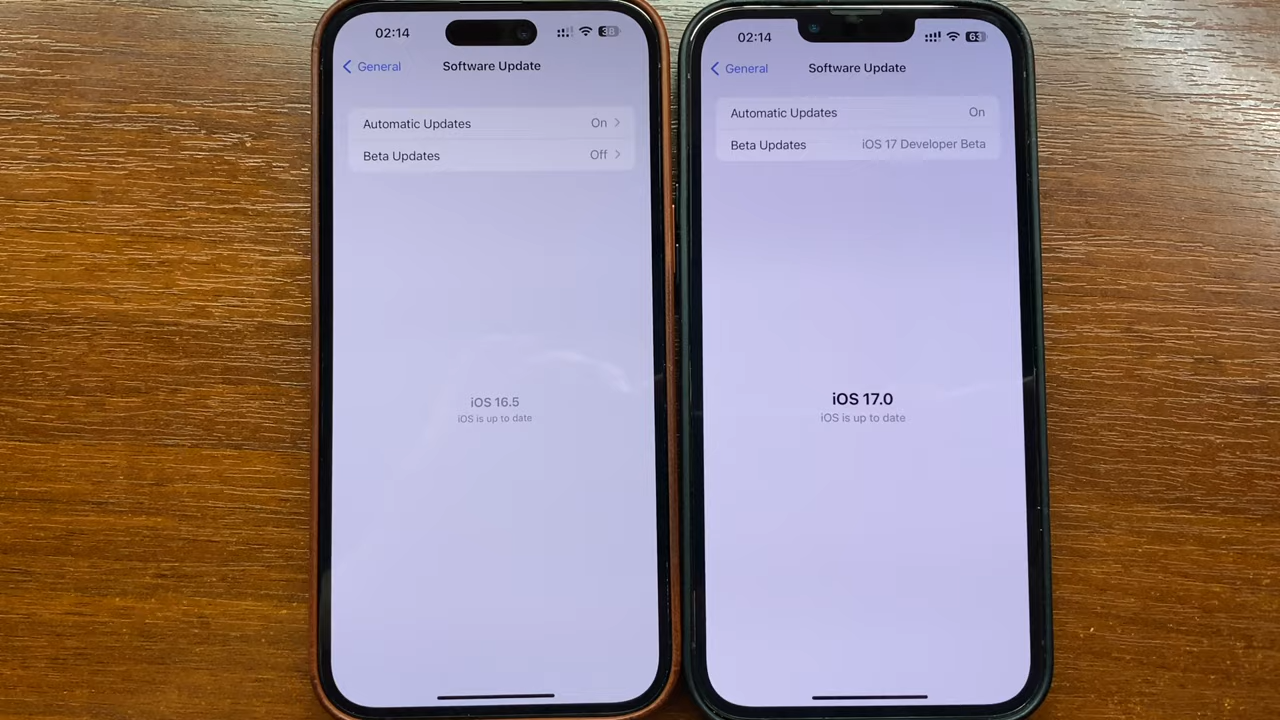 02:14
38
General
Software Update
Automatic Updates
On
Beta Updates
Off
iOS 16.5
iOS is up to date
02:14
63
General
Software Update
Automatic Updates
On
Beta Updates
iOS 17 Developer Beta
iOS 17.0
iOS is up to date